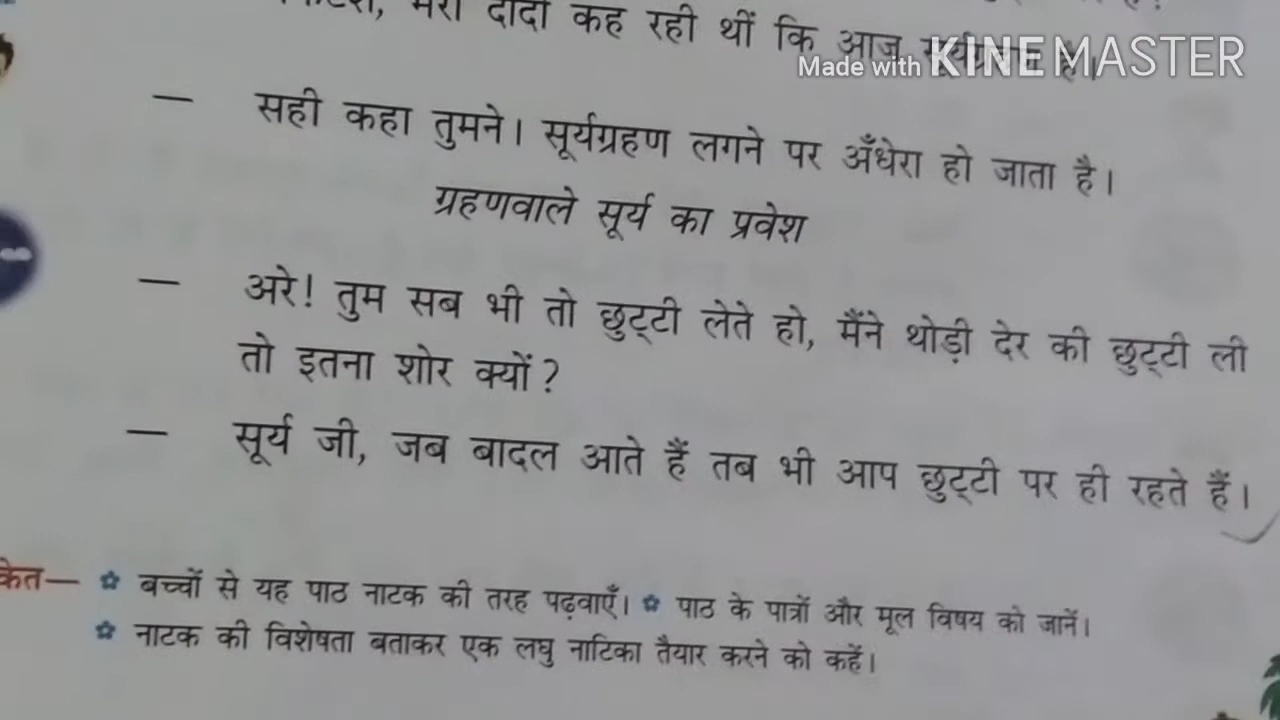 दादी कह रही थीं कि आज सूर्यग्रहण है।
Made with KINEMASTER
— सही कहा तुमने। सूर्यग्रहण लगने पर अँधेरा हो जाता है।
ग्रहणवाले सूर्य का प्रवेश
— अरे! तुम सब भी तो छुट्टी लेते हो, मैंने थोड़ी देर की छुट्टी ली
तो इतना शोर क्यों?
— सूर्य जी, जब बादल आते हैं तब भी आप छुट्टी पर ही रहते हैं।
केत— ✿ बच्चों से यह पाठ नाटक की तरह पढ़वाएँ। ✿ पाठ के पात्रों और मूल विषय को जानें।
✿ नाटक की विशेषता बताकर एक लघु नाटिका तैयार करने को कहें।